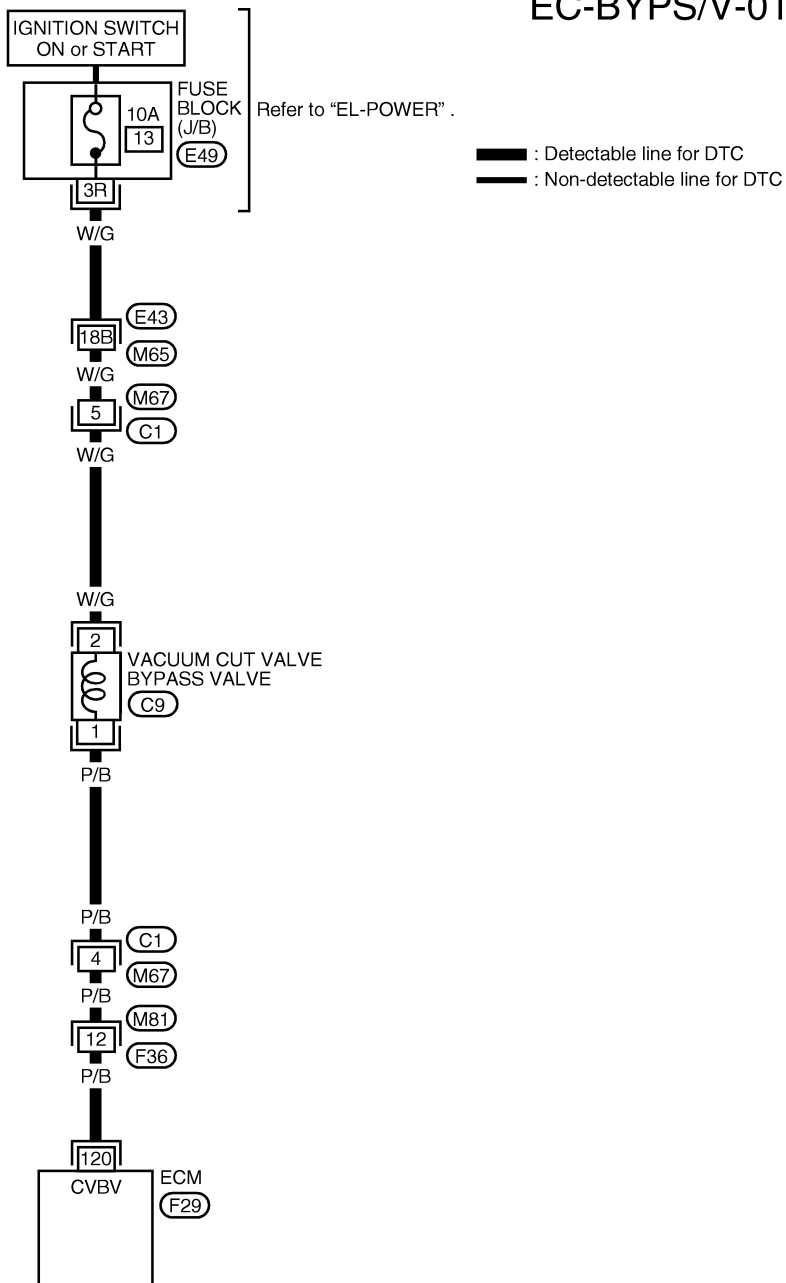 EC-BYPS/V-01
IGNITION SWITCH
ON or START
FUSE
BLOCK
(J/B)
10A
13
E49
Refer to “EL-POWER” .
3R
: Detectable line for DTC
: Non-detectable line for DTC
W/G
E43
18B
M65
W/G
M67
5
C1
W/G
W/G
2
VACUUM CUT VALVE
BYPASS VALVE
C9
1
P/B
P/B
C1
4
M67
P/B
M81
12
F36
P/B
120
CVBV
ECM
F29